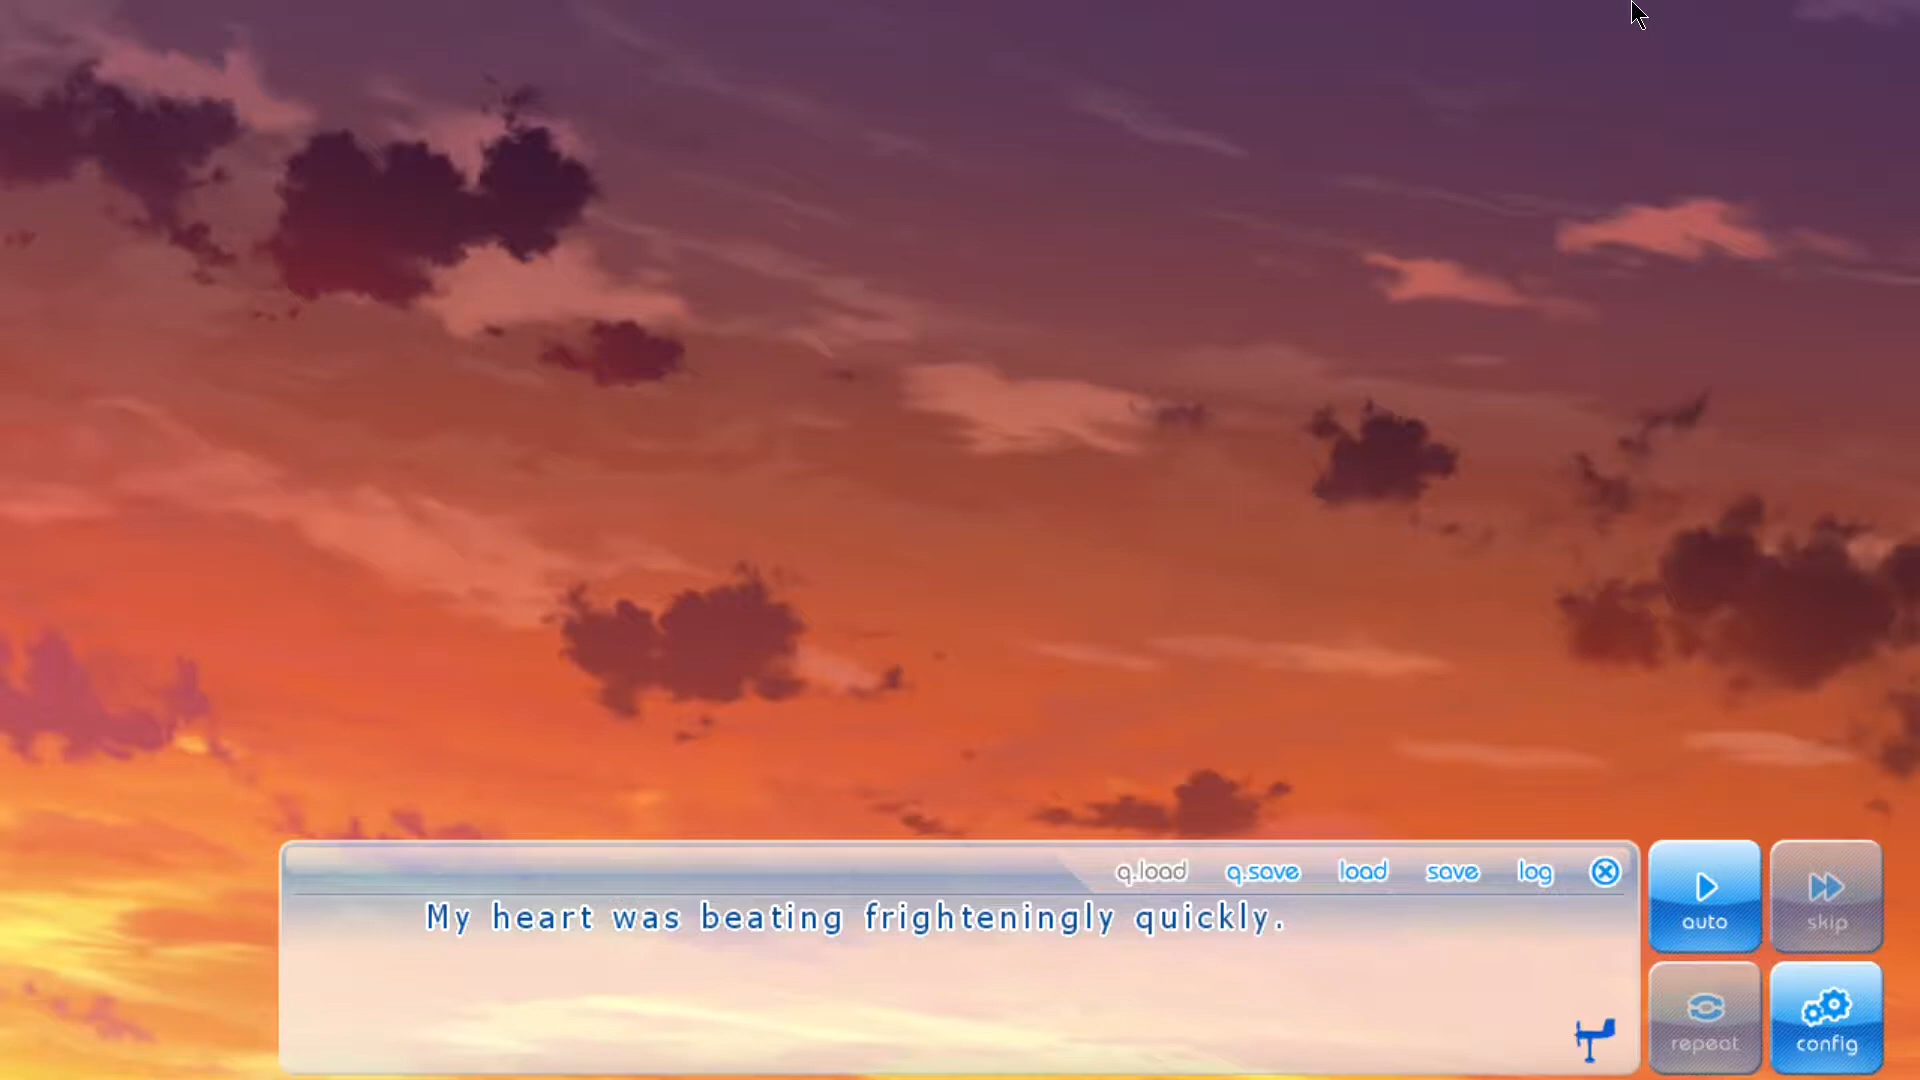 q.load q.save load save log
My heart was beating frighteningly quickly.
auto
skip
repeat
config